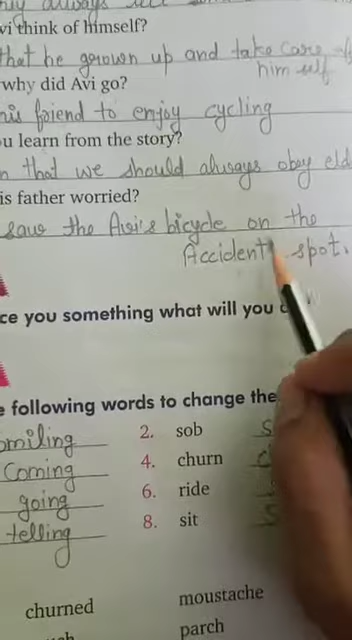 vi think of himself?
that he gerown up and take care of
himself
why did Avi go?
his friend to enjoy cycling
u learn from the story?
n that we should always obey eld
is father worried?
saw the Avi's bicycle on the
Accident spot.
ce you something what will you
e following words to change the
smiling 2. sob S
Coming 4. churn c
going 6. ride
telling 8. sit S
churned moustache
parch